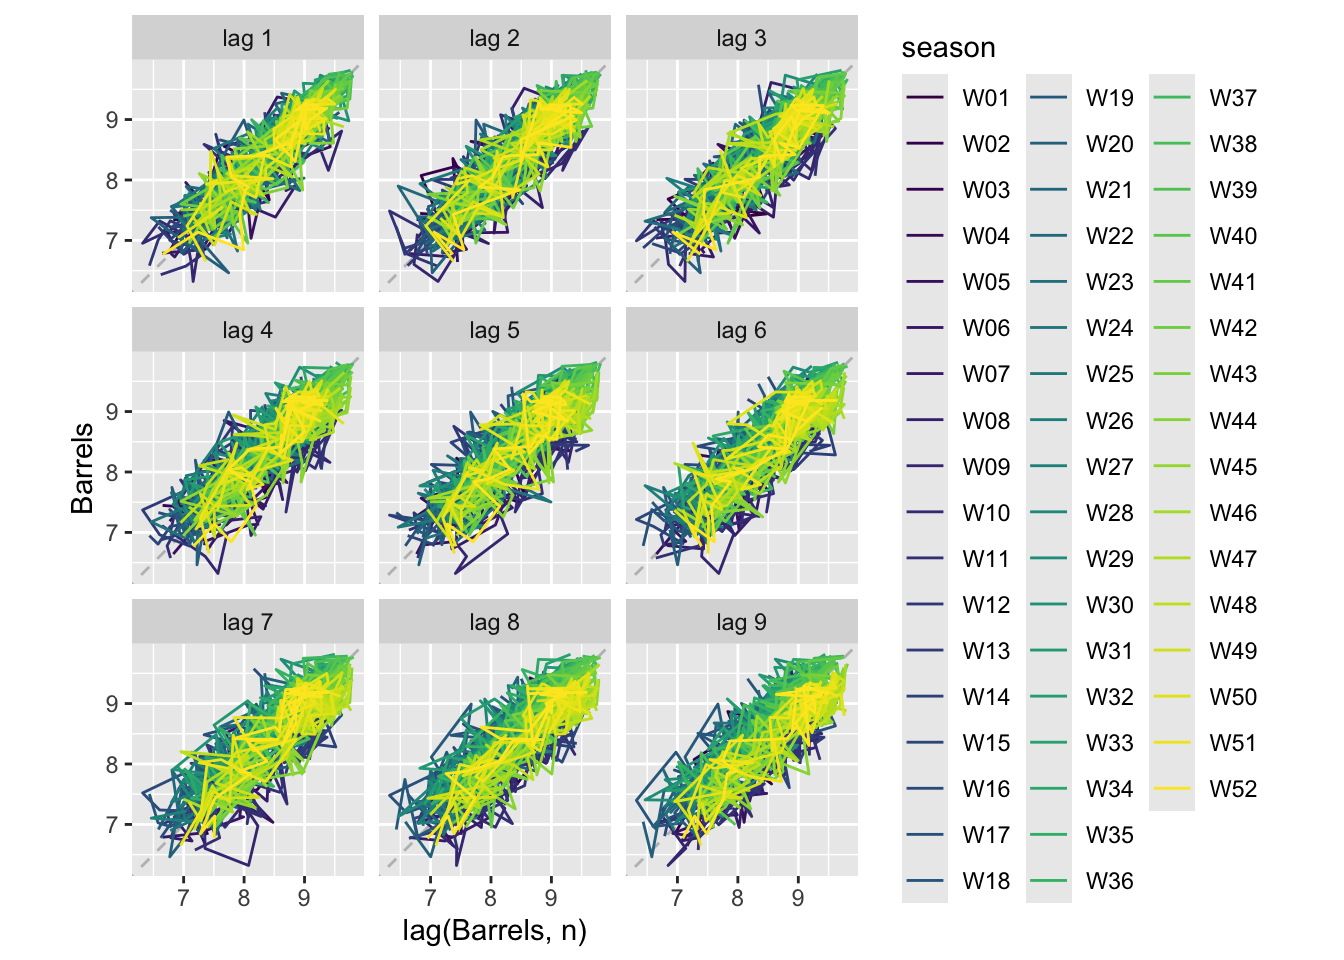 lag 1 lag 2 lag 3
9
8
7
lag 4 lag 5 lag 6
9
8
7
lag 7 lag 8 lag 9
9
8
7
7 8 9 7 8 9 7 8 9
lag(Barrels, n)
Barrels
season
W01 W19 W37
W02 W20 W38
W03 W21 W39
W04 W22 W40
W05 W23 W41
W06 W24 W42
W07 W25 W43
W08 W26 W44
W09 W27 W45
W10 W28 W46
W11 W29 W47
W12 W30 W48
W13 W31 W49
W14 W32 W50
W15 W33 W51
W16 W34 W52
W17 W35
W18 W36